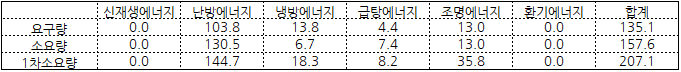 신재생에너지 난방에너지 냉방에너지 급탕에너지 조명에너지 환기에너지 합계
요구량 0.0 103.8 13.8 4.4 13.0 0.0 135.1
소요량 0.0 130.5 6.7 7.4 13.0 0.0 157.6
1차소요량 0.0 144.7 18.3 8.2 35.8 0.0 207.1